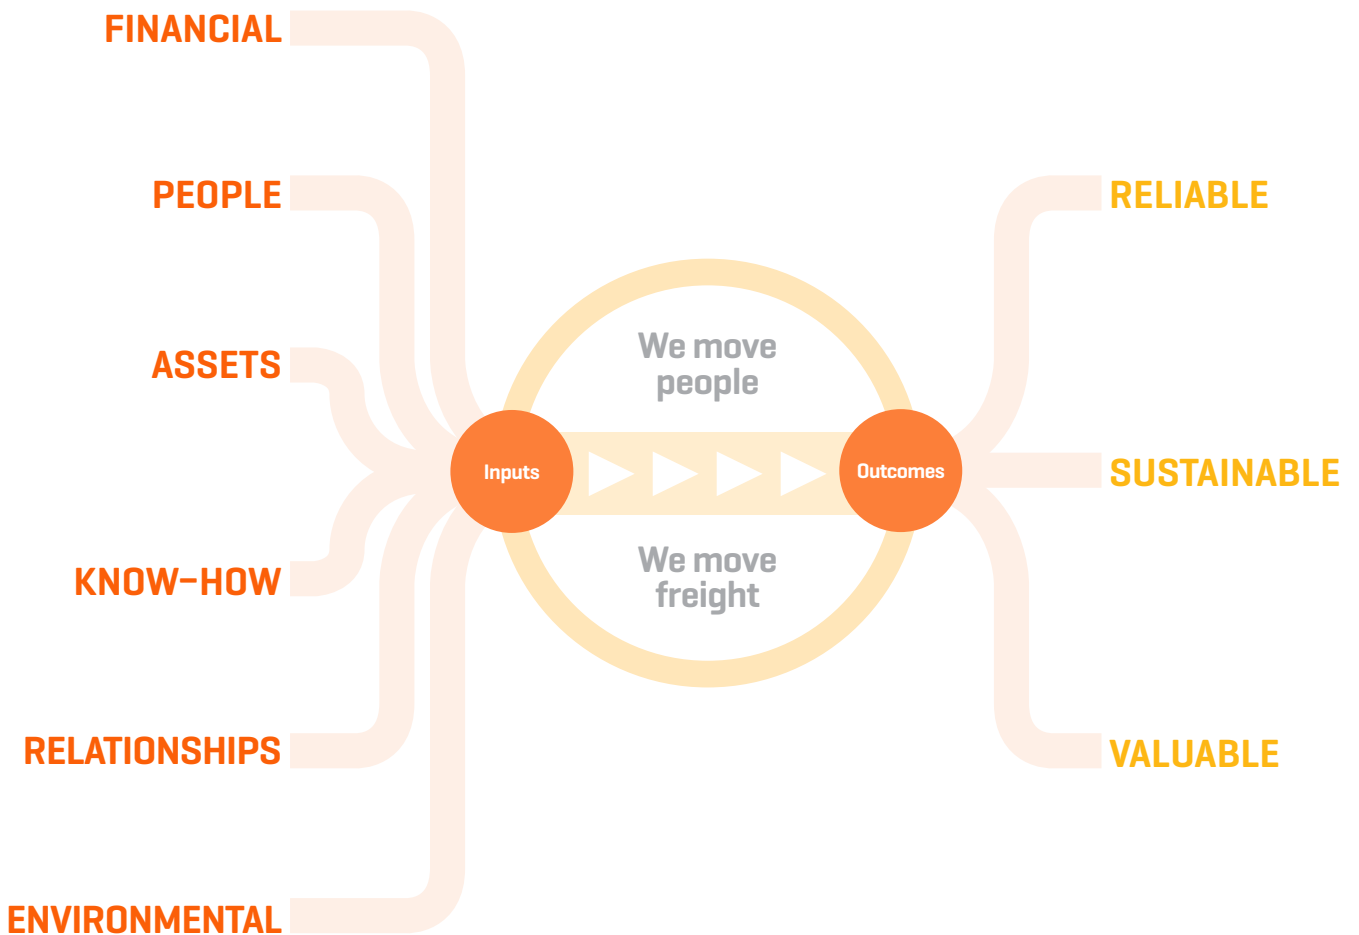 FINANCIAL
PEOPLE
ASSETS
KNOW–HOW
RELATIONSHIPS
ENVIRONMENTAL
Inputs
We move
people
We move
freight
Outcomes
RELIABLE
SUSTAINABLE
VALUABLE